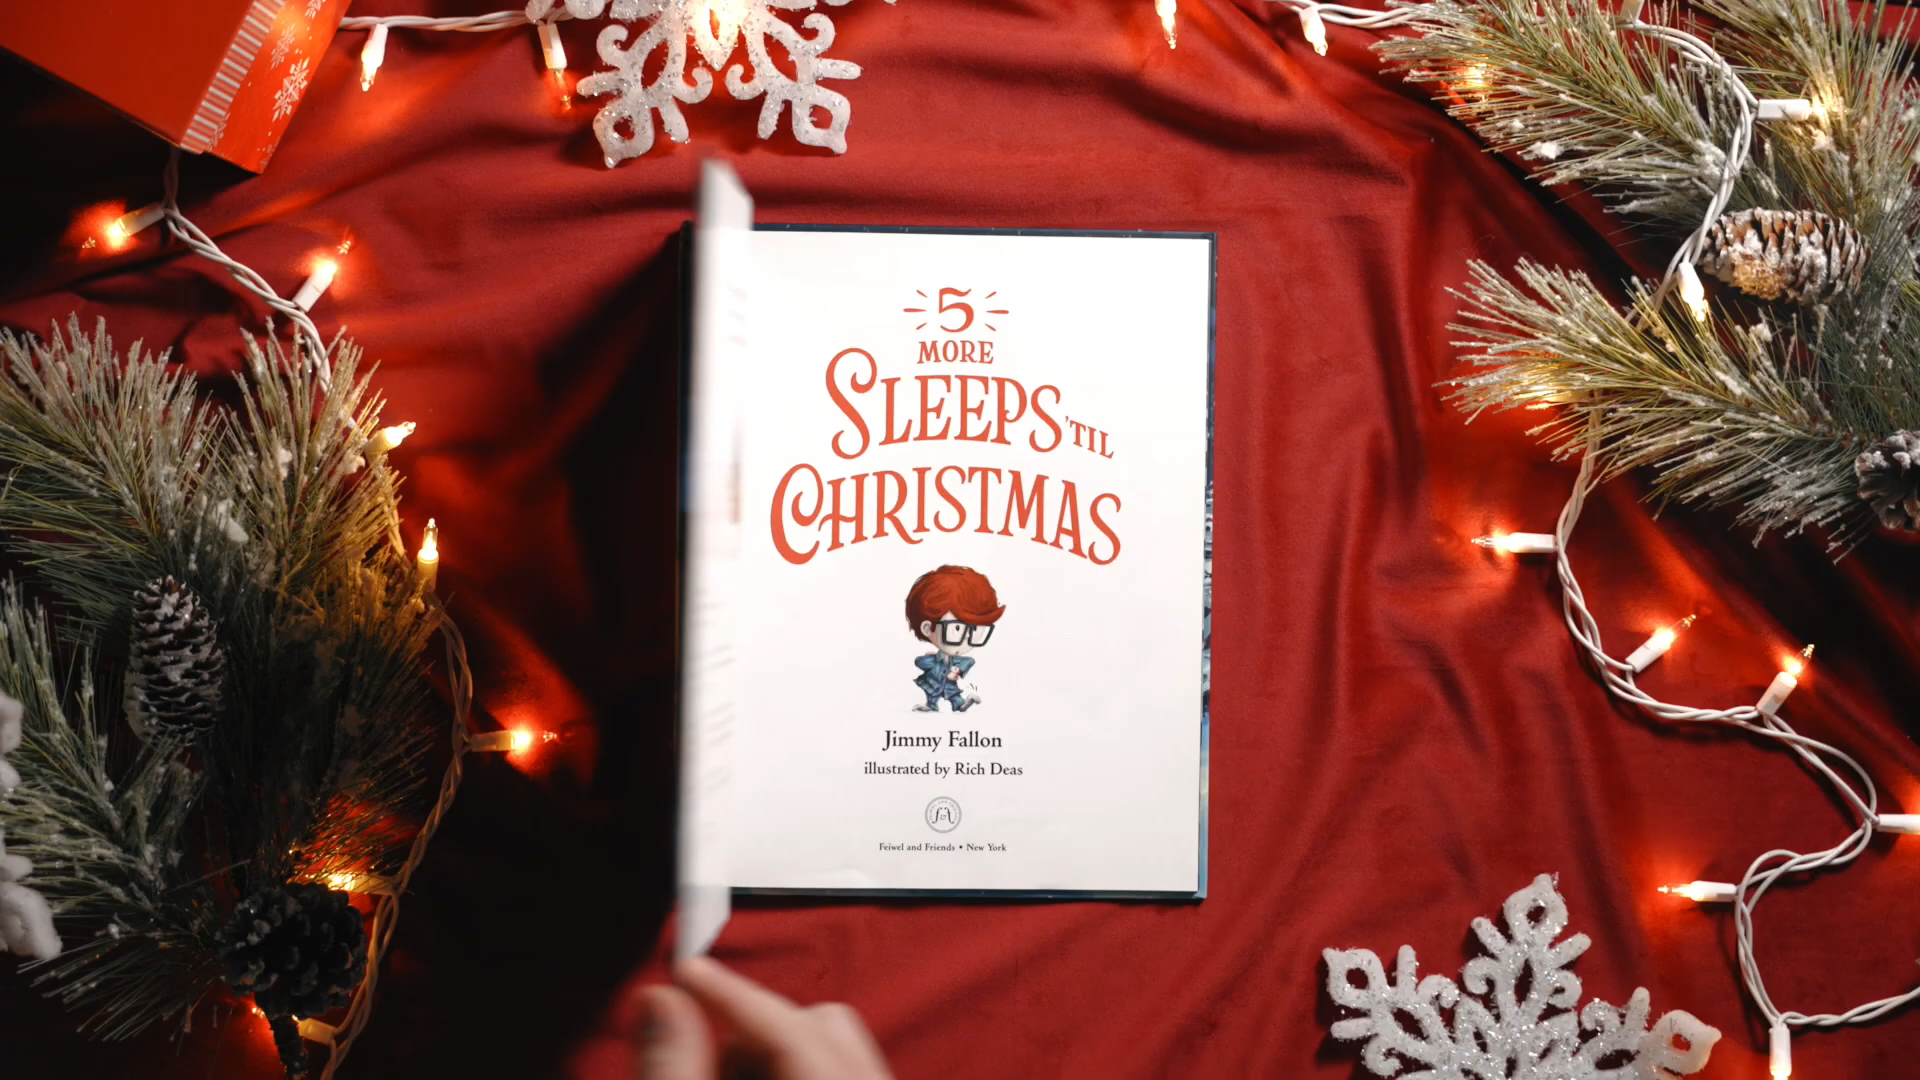 5
MORE
SLEEPS 'TIL
CHRISTMAS
Jimmy Fallon
illustrated by Rich Deas
Feiwel and Friends • New York